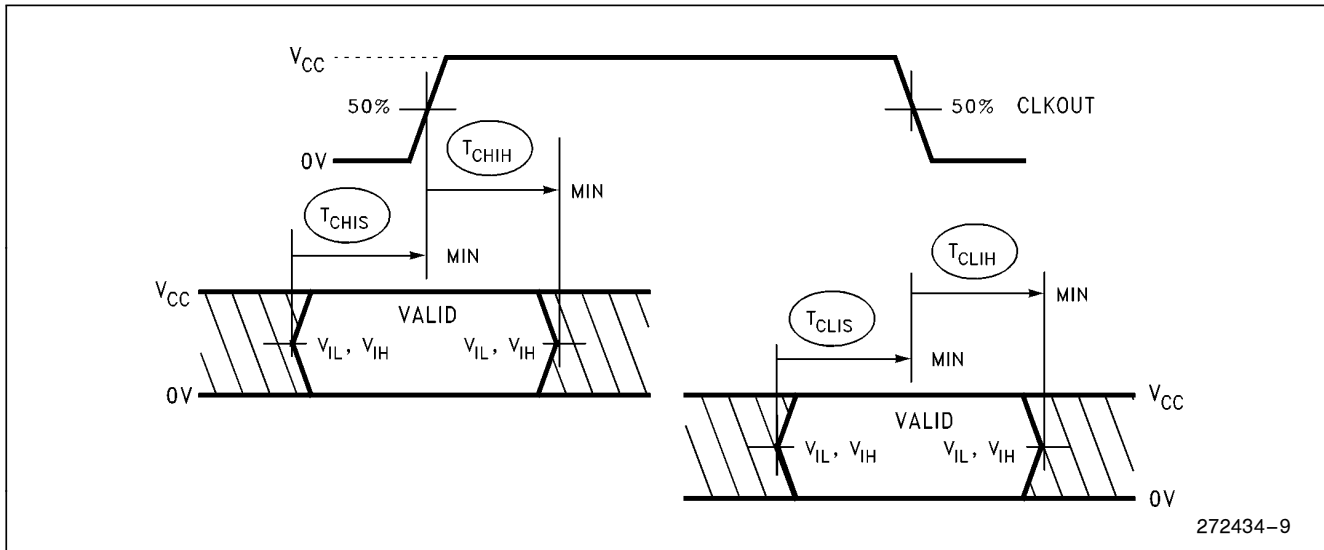 VCC
50%
50% CLKOUT
0V
TCHIH
MIN
TCHIS
MIN
TCLIH
MIN
VCC
VALID
TCLIS
VIL, VIH VIL, VIH
MIN
0V
VCC
VALID
VIL, VIH VIL, VIH
0V
272434-9